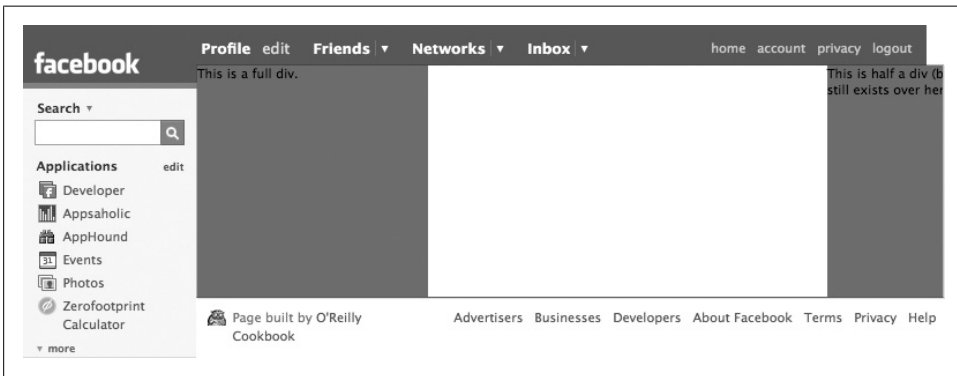 facebook
Profile edit Friends Networks Inbox home account privacy logout
Search
Applications edit
Developer
Appsaholic
AppHound
31 Events
Photos
Zerofootprint
Calculator
more
This is a full div.
This is half a div (b
still exists over her
Page built by O'Reilly
Cookbook
Advertisers Businesses Developers About Facebook Terms Privacy Help